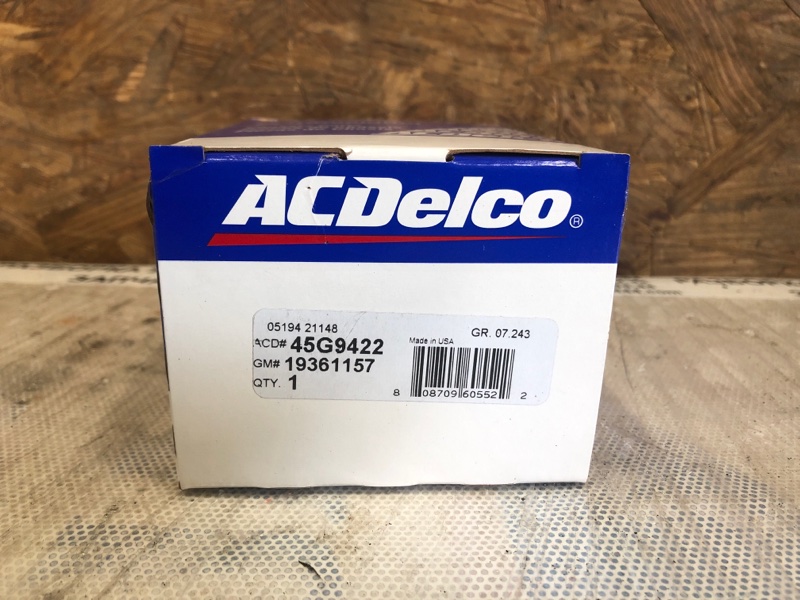 ACDelco®
05194 21148
GR. 07.243
ACD# 45G9422
Made in USA
GM# 19361157
QTY. 1
8 08709 60552 2